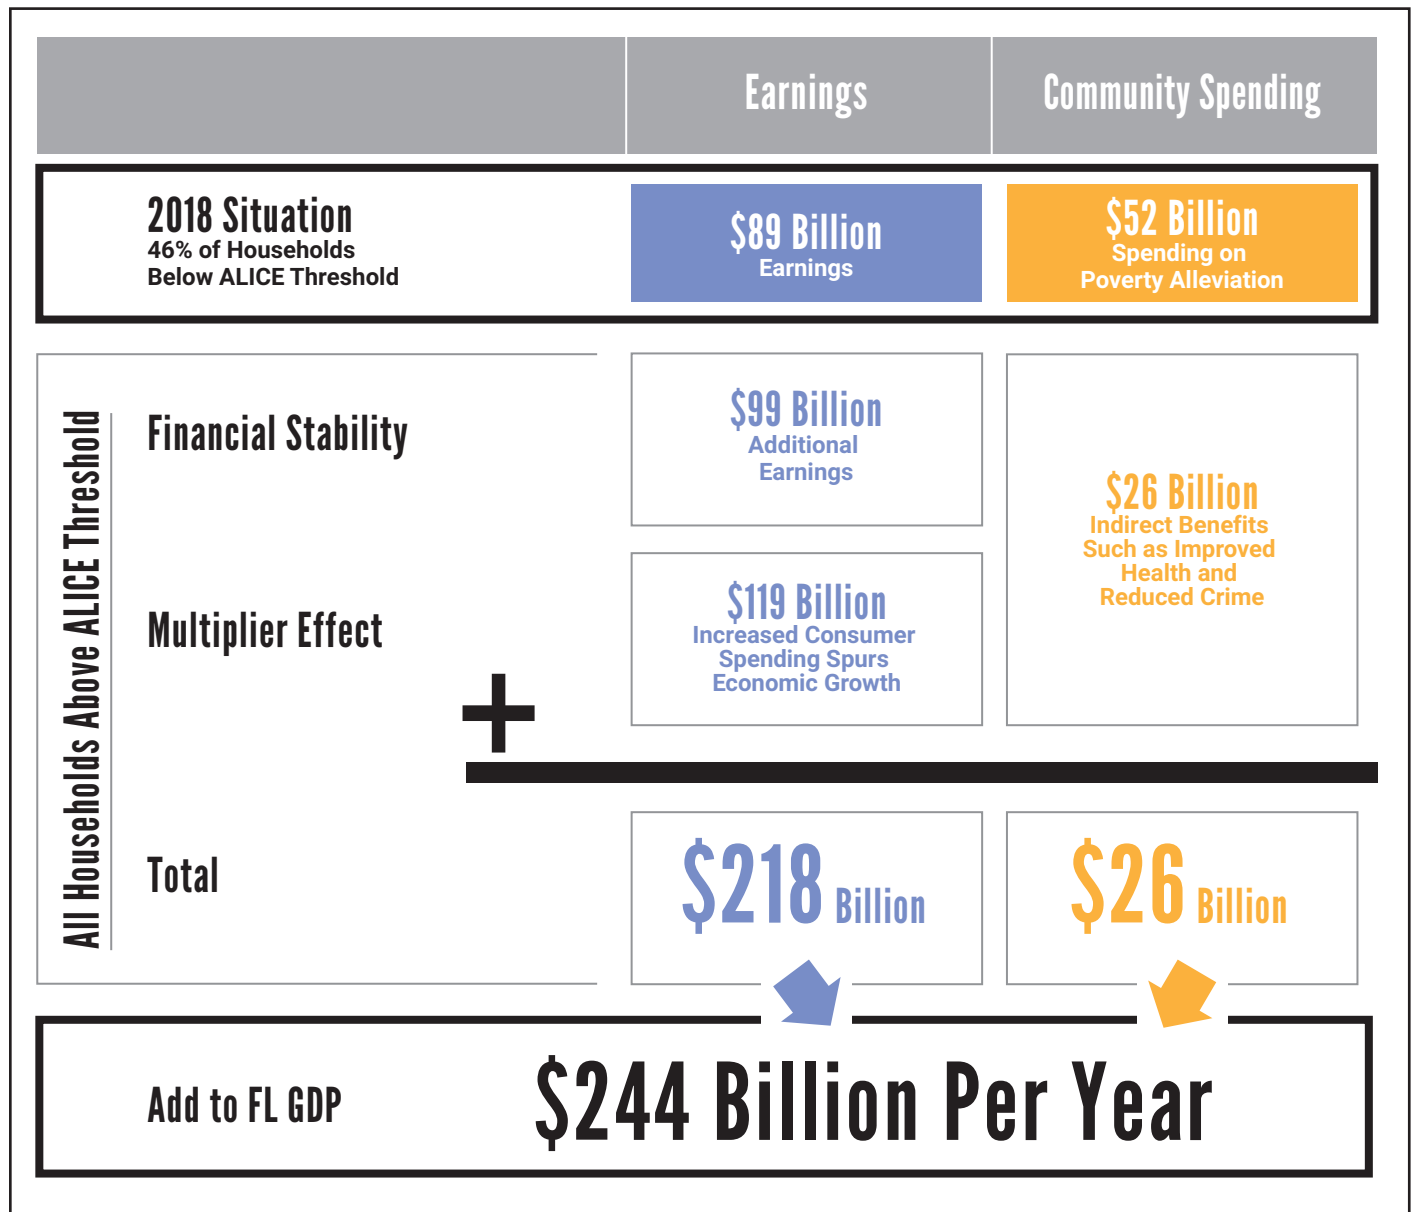 Earnings
Community Spending
2018 Situation
46% of Households
Below ALICE Threshold
$89 Billion
Earnings
$52 Billion
Spending on
Poverty Alleviation
All Households Above ALICE Threshold
Financial Stability
$99 Billion
Additional
Earnings
$26 Billion
Indirect Benefits
Such as Improved
Health and
Reduced Crime
Multiplier Effect
$119 Billion
Increased Consumer
Spending Spurs
Economic Growth
+
Total
$218 Billion
$26 Billion
Add to FL GDP
$244 Billion Per Year